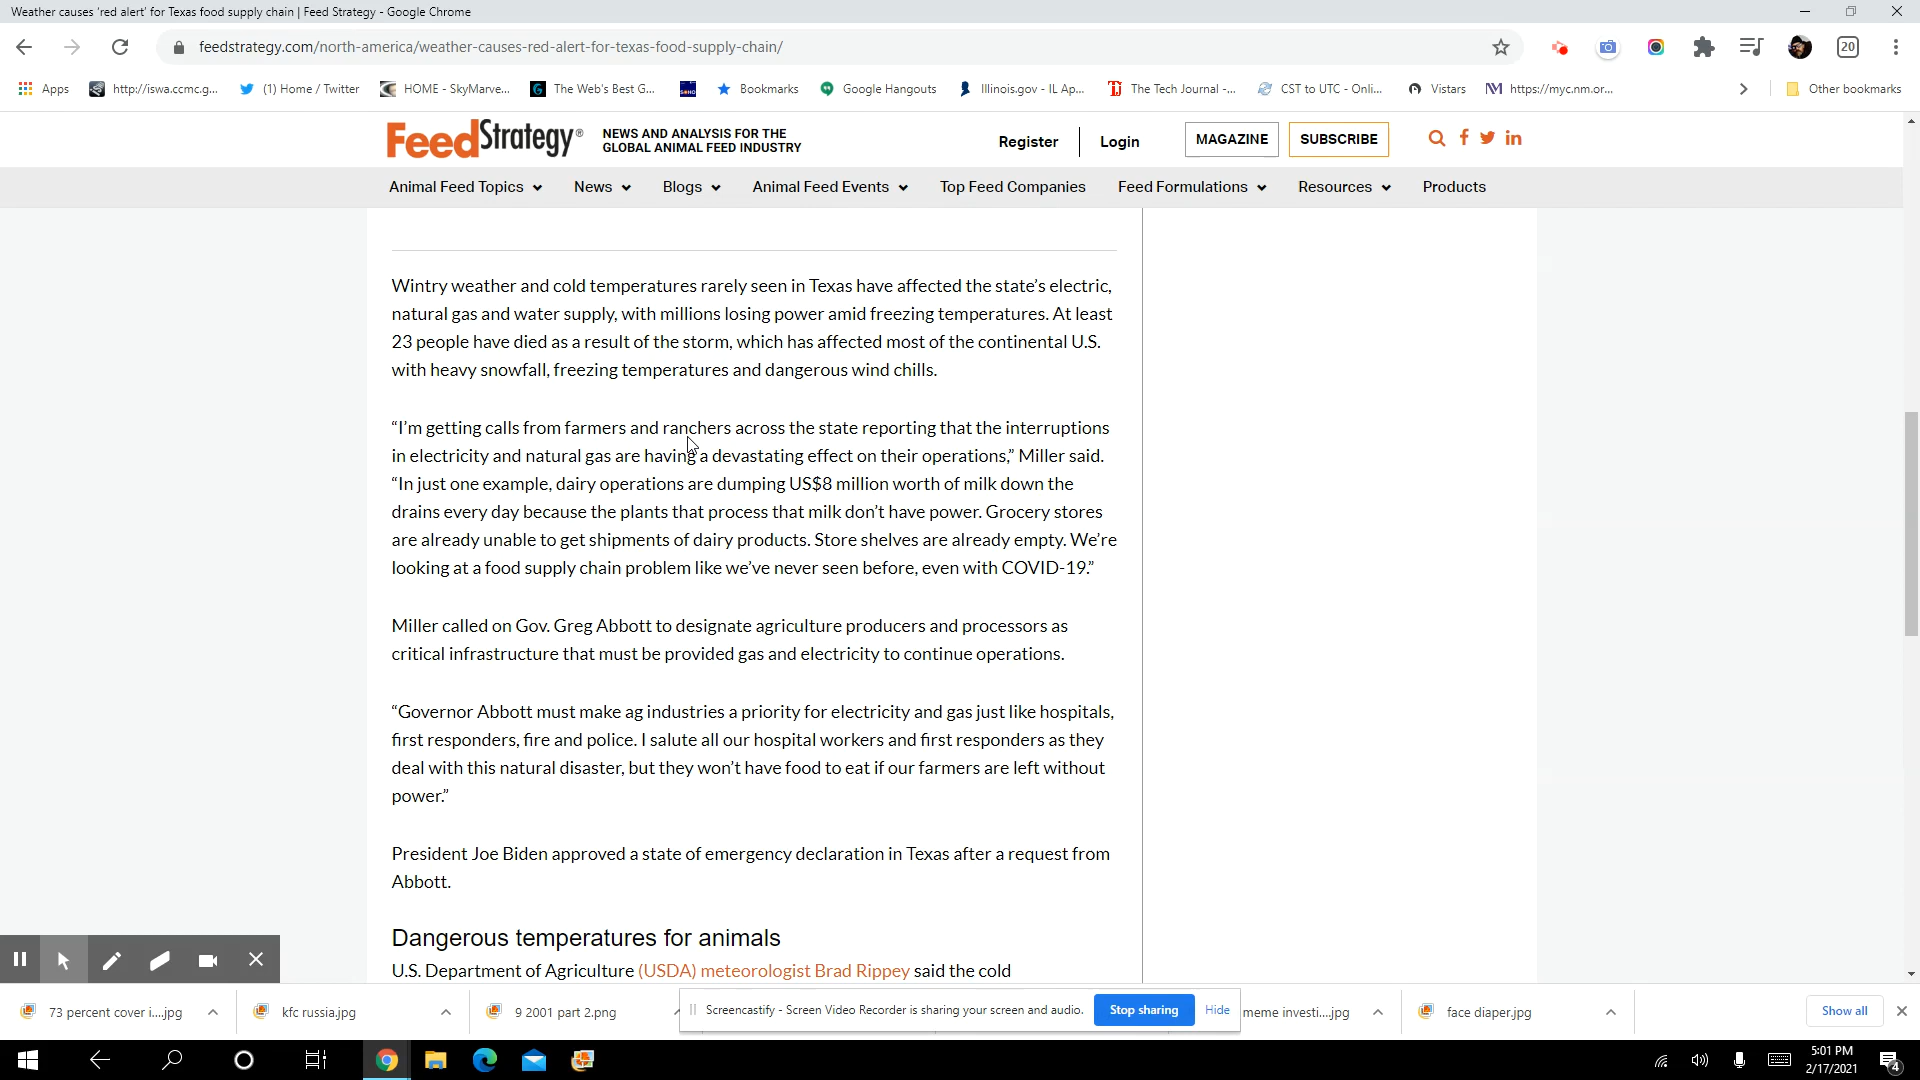 Weather causes 'red alert' for Texas food supply chain | Feed Strategy - Google Chrome
feedstrategy.com/north-america/weather-causes-red-alert-for-texas-food-supply-chain/
20
Apps http://iswa.ccmc.g... (1) Home / Twitter HOME - SkyMarve... The Web's Best G... SOHO Bookmarks Google Hangouts Illinois.gov - IL Ap... The Tech Journal -... CST to UTC - Onli... Vistars https://myc.nm.or... Other bookmarks
FeedStrategy® NEWS AND ANALYSIS FOR THE
GLOBAL ANIMAL FEED INDUSTRY
Register Login MAGAZINE SUBSCRIBE
Animal Feed Topics News Blogs Animal Feed Events Top Feed Companies Feed Formulations Resources Products
Wintry weather and cold temperatures rarely seen in Texas have affected the state’s electric,
natural gas and water supply, with millions losing power amid freezing temperatures. At least
23 people have died as a result of the storm, which has affected most of the continental U.S.
with heavy snowfall, freezing temperatures and dangerous wind chills.
“I’m getting calls from farmers and ranchers across the state reporting that the interruptions
in electricity and natural gas are having a devastating effect on their operations,” Miller said.
“In just one example, dairy operations are dumping US$8 million worth of milk down the
drains every day because the plants that process that milk don’t have power. Grocery stores
are already unable to get shipments of dairy products. Store shelves are already empty. We’re
looking at a food supply chain problem like we’ve never seen before, even with COVID-19.”
Miller called on Gov. Greg Abbott to designate agriculture producers and processors as
critical infrastructure that must be provided gas and electricity to continue operations.
“Governor Abbott must make ag industries a priority for electricity and gas just like hospitals,
first responders, fire and police. I salute all our hospital workers and first responders as they
deal with this natural disaster, but they won’t have food to eat if our farmers are left without
power.”
President Joe Biden approved a state of emergency declaration in Texas after a request from
Abbott.
Dangerous temperatures for animals
U.S. Department of Agriculture (USDA) meteorologist Brad Rippey said the cold
73 percent cover i....jpg kfc russia.jpg 9 2001 part 2.png Screencastify - Screen Video Recorder is sharing your screen and audio. Stop sharing Hide meme investi....jpg face diaper.jpg Show all
5:01 PM
2/17/2021
4